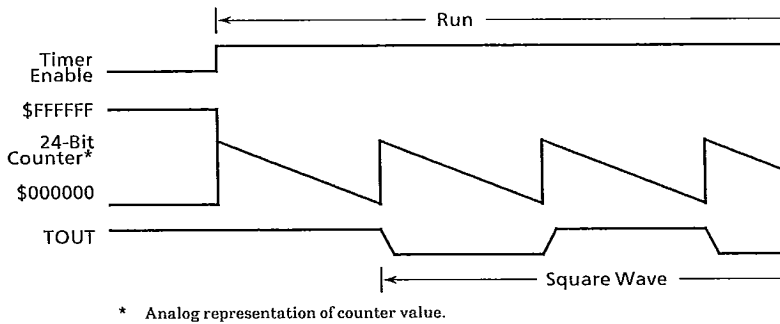 Run
Timer
Enable
$FFFFFF
24-Bit
Counter*
$000000
TOUT
Square Wave
* Analog representation of counter value.